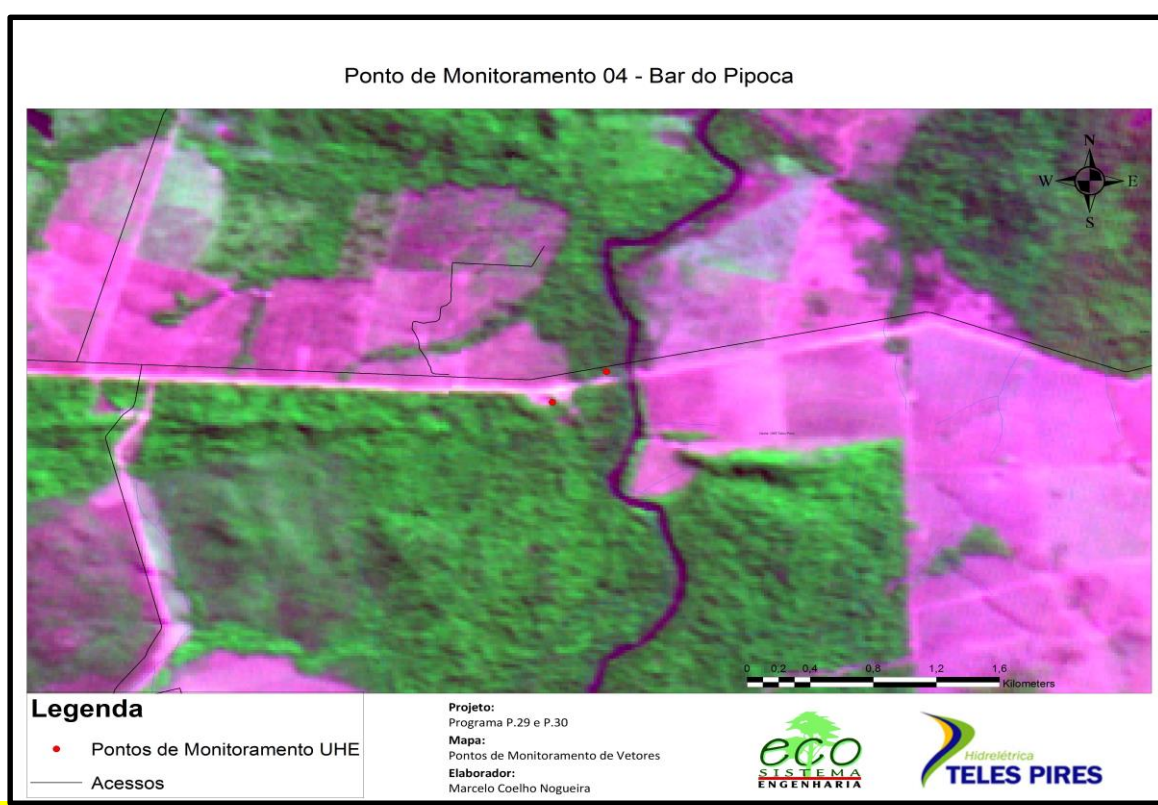 Ponto de Monitoramento 04 - Bar do Pipoca
N
W E
S
0 0,2 0,4 0,8 1,2 1,6
Kilometers
Legenda
Pontos de Monitoramento UHE
Acessos
Projeto:
Programa P.29 e P.30
Mapa:
Pontos de Monitoramento de Vetores
Elaborador:
Marcelo Coelho Nogueira
eco
SISTEMA
ENGENHARIA
Hidrelétrica
TELES PIRES